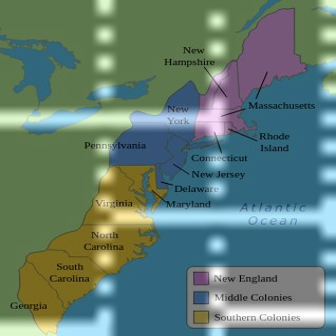 New
Hampshire
Massachusetts
New
York
Rhode
Island
Pennsylvania
Connecticut
New Jersey
Delaware
Maryland
Virginia
Atlantic
Ocean
North
Carolina
South
Carolina
Georgia
New England
Middle Colonies
Southern Colonies